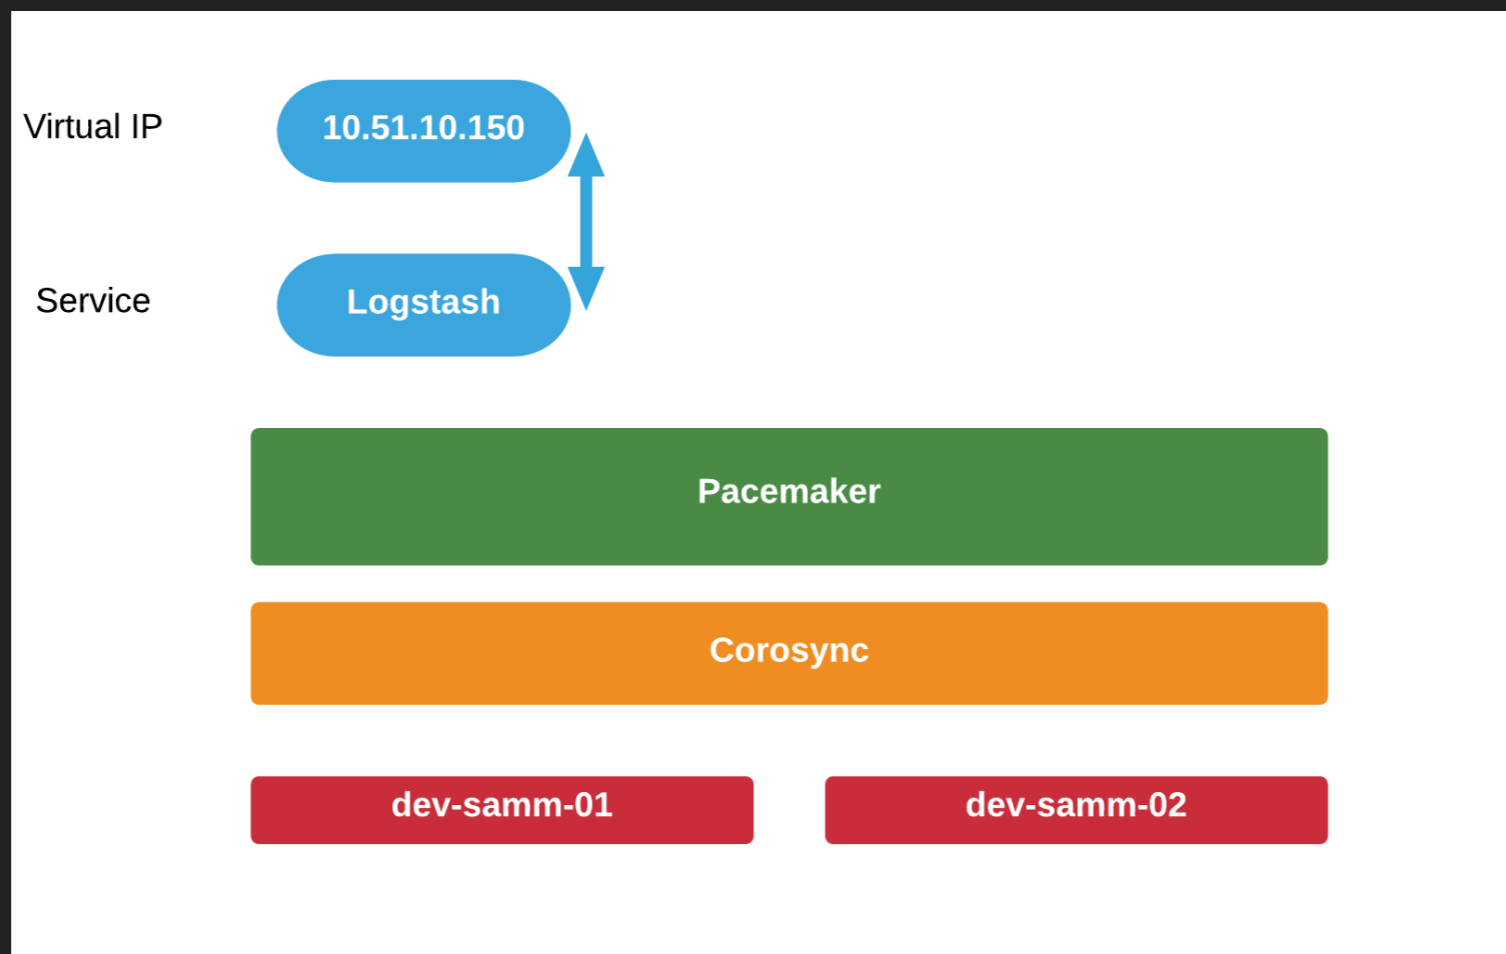 Virtual IP
10.51.10.150
Service
Logstash
Pacemaker
Corosync
dev-samm-01
dev-samm-02